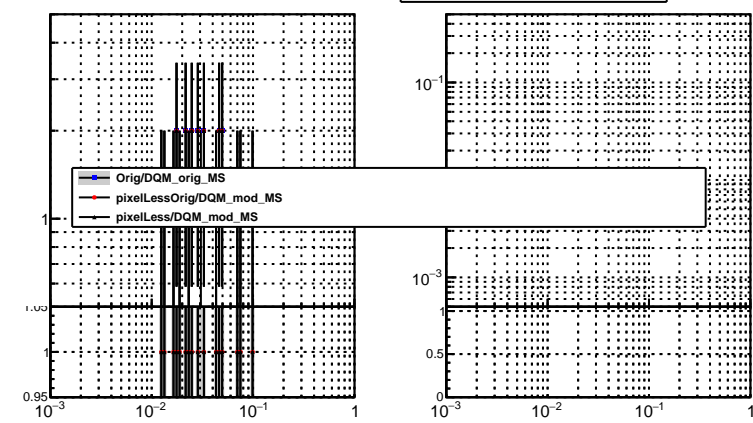 10−1
Orig/DQM_orig_MS
pixelLessOrig/DQM_mod_MS
pixelLess/DQM_mod_MS
1
10−3
1.05
1
1
0.5
0.95
0
10−3 10−2 10−1 1
10−3 10−2 10−1 1